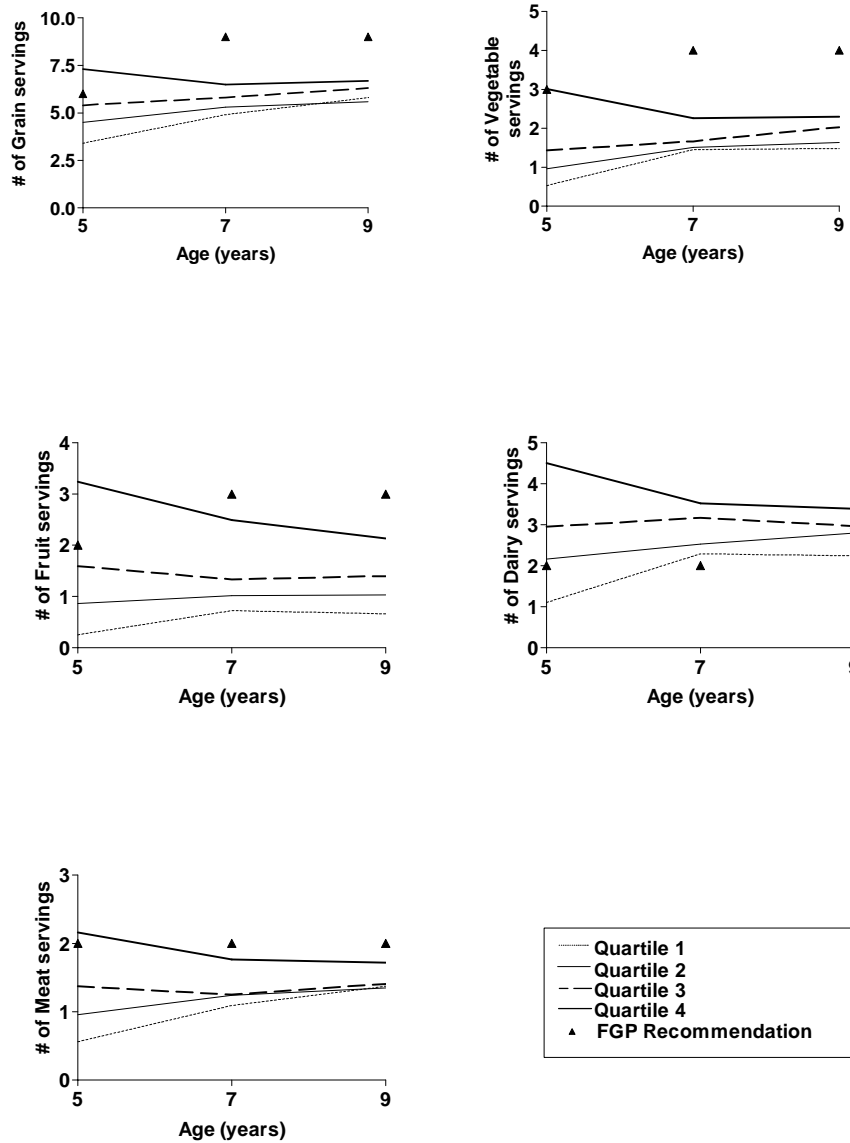 10.0
7.5
5.0
2.5
0.0
# of Grain servings
5 7 9
Age (years)
5
4
3
2
1
0
# of Vegetable
servings
5 7 9
Age (years)
4
3
2
1
0
# of Fruit servings
5 7 9
Age (years)
5
4
3
2
1
0
# of Dairy servings
5 7 9
Age (years)
3
2
1
0
# of Meat servings
5 7 9
Age (years)
Quartile 1
Quartile 2
Quartile 3
Quartile 4
FGP Recommendation